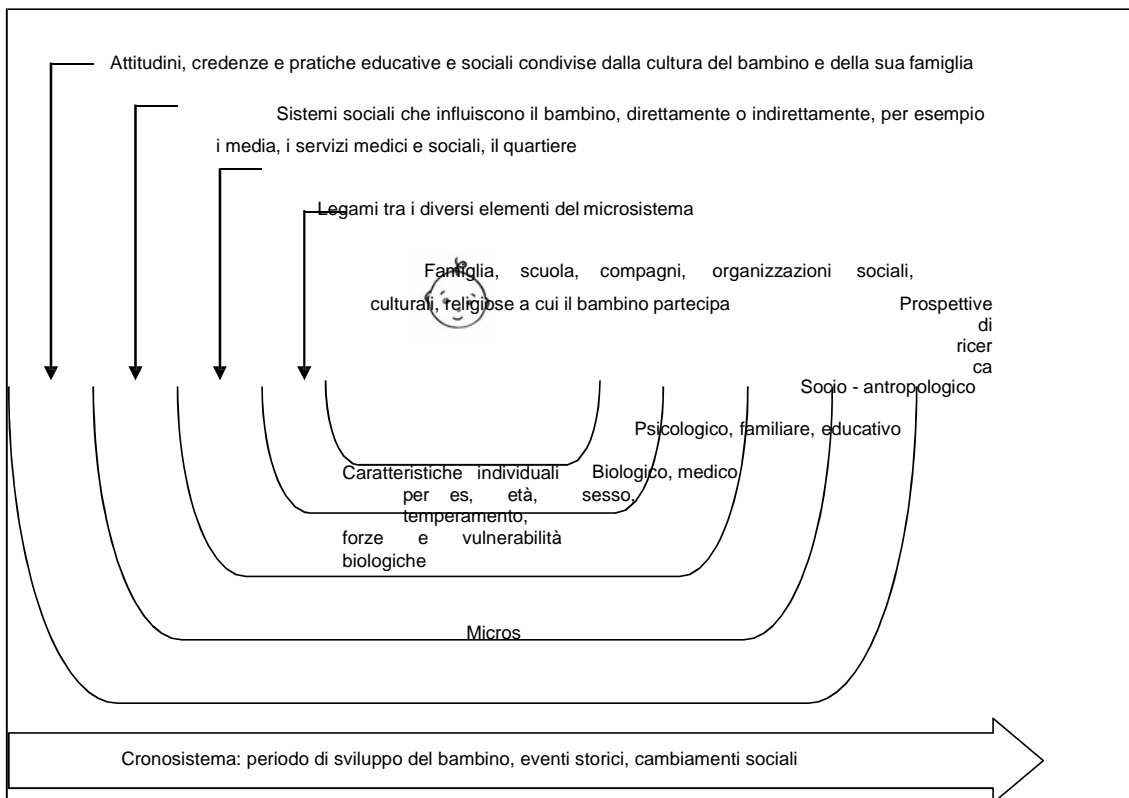 Attitudini, credenze e pratiche educative e sociali condivise dalla cultura del bambino e della sua famiglia
Sistemi sociali che influiscono il bambino, direttamente o indirettamente, per esempio
i media, i servizi medici e sociali, il quartiere
Legami tra i diversi elementi del microsistema
Famiglia, scuola, compagni, organizzazioni sociali,
culturali, religiose a cui il bambino partecipa
Prospettive
di
ricer
ca
Socio - antropologico
Psicologico, familiare, educativo
Biologico, medico
Caratteristiche individuali
per es, età, sesso,
temperamento,
forze e vulnerabilità
biologiche
Micros
Cronosistema: periodo di sviluppo del bambino, eventi storici, cambiamenti sociali